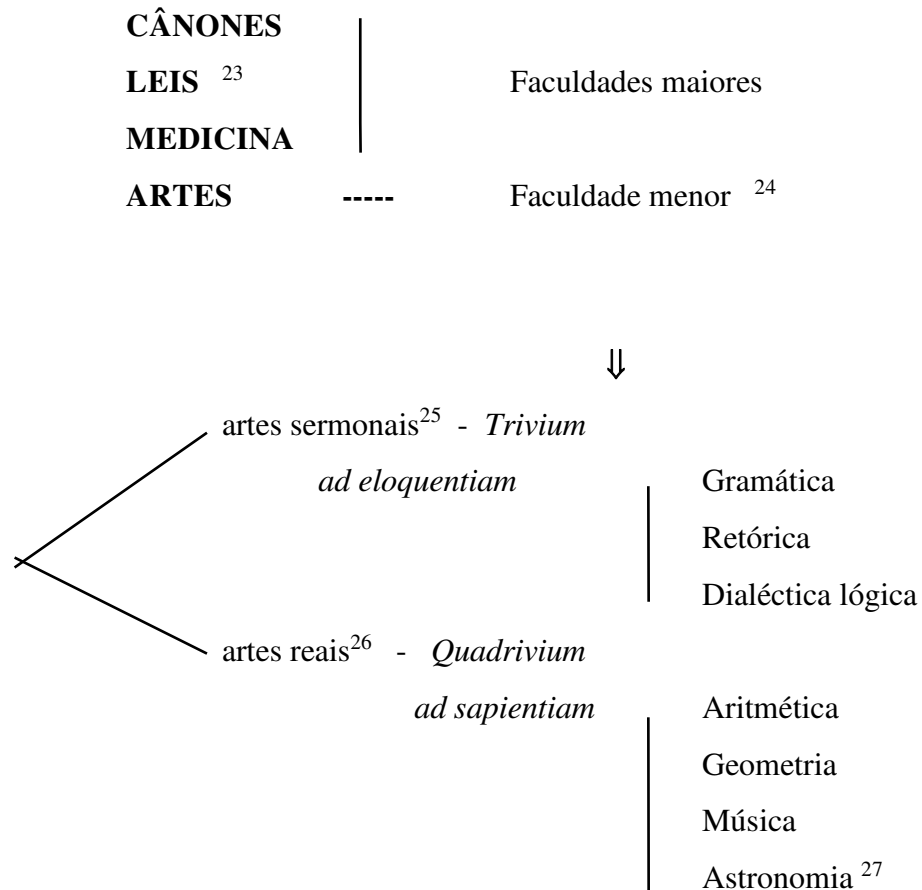 CÂNONES
LEIS 23 Faculdades maiores
MEDICINA
ARTES ----- Faculdade menor 24
⇓
artes sermonais25 - Trivium
ad eloquentiam Gramática
Retórica
Dialéctica lógica
artes reais26 - Quadrivium
ad sapientiam Aritmética
Geometria
Música
Astronomia 27